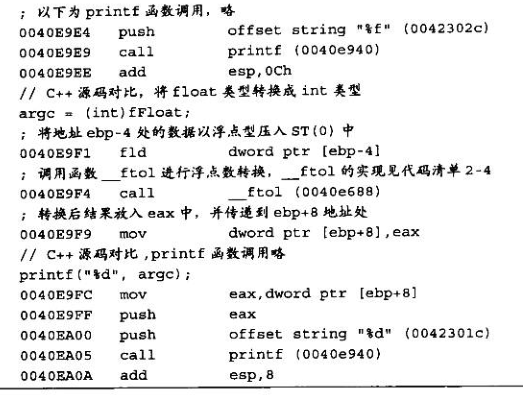 ; 以下为 printf 函数调用，略
0040E9E4 push offset string "%f" (0042302c)
0040E9E9 call printf (0040e940)
0040E9EE add esp,0Ch
// C++ 源码对比，将 float 类型转换成 int 类型
argc = (int)fFloat;
; 将地址 ebp-4 处的数据以浮点型压入 ST(0) 中
0040E9F1 fld dword ptr [ebp-4]
; 调用函数 __ftol 进行浮点数转换，__ftol 的实现见代码清单 2-4
0040E9F4 call __ftol (0040e688)
; 转换后结果放入 eax 中，并传递到 ebp+8 地址处
0040E9F9 mov dword ptr [ebp+8],eax
// C++ 源码对比,printf 函数调用略
printf("%d", argc);
0040E9FC mov eax,dword ptr [ebp+8]
0040E9FF push eax
0040EA00 push offset string "%d" (0042301c)
0040EA05 call printf (0040e940)
0040EA0A add esp,8